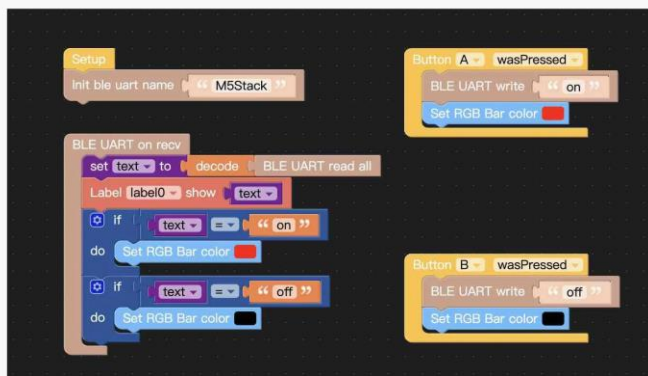 Setup
Init ble uart name “ M5Stack ”
BLE UART on recv
set text to decode BLE UART read all
Label label0 show text
if text = “ on ”
do Set RGB Bar color
if text = “ off ”
do Set RGB Bar color
Button A wasPressed
BLE UART write “ on ”
Set RGB Bar color
Button B wasPressed
BLE UART write “ off ”
Set RGB Bar color